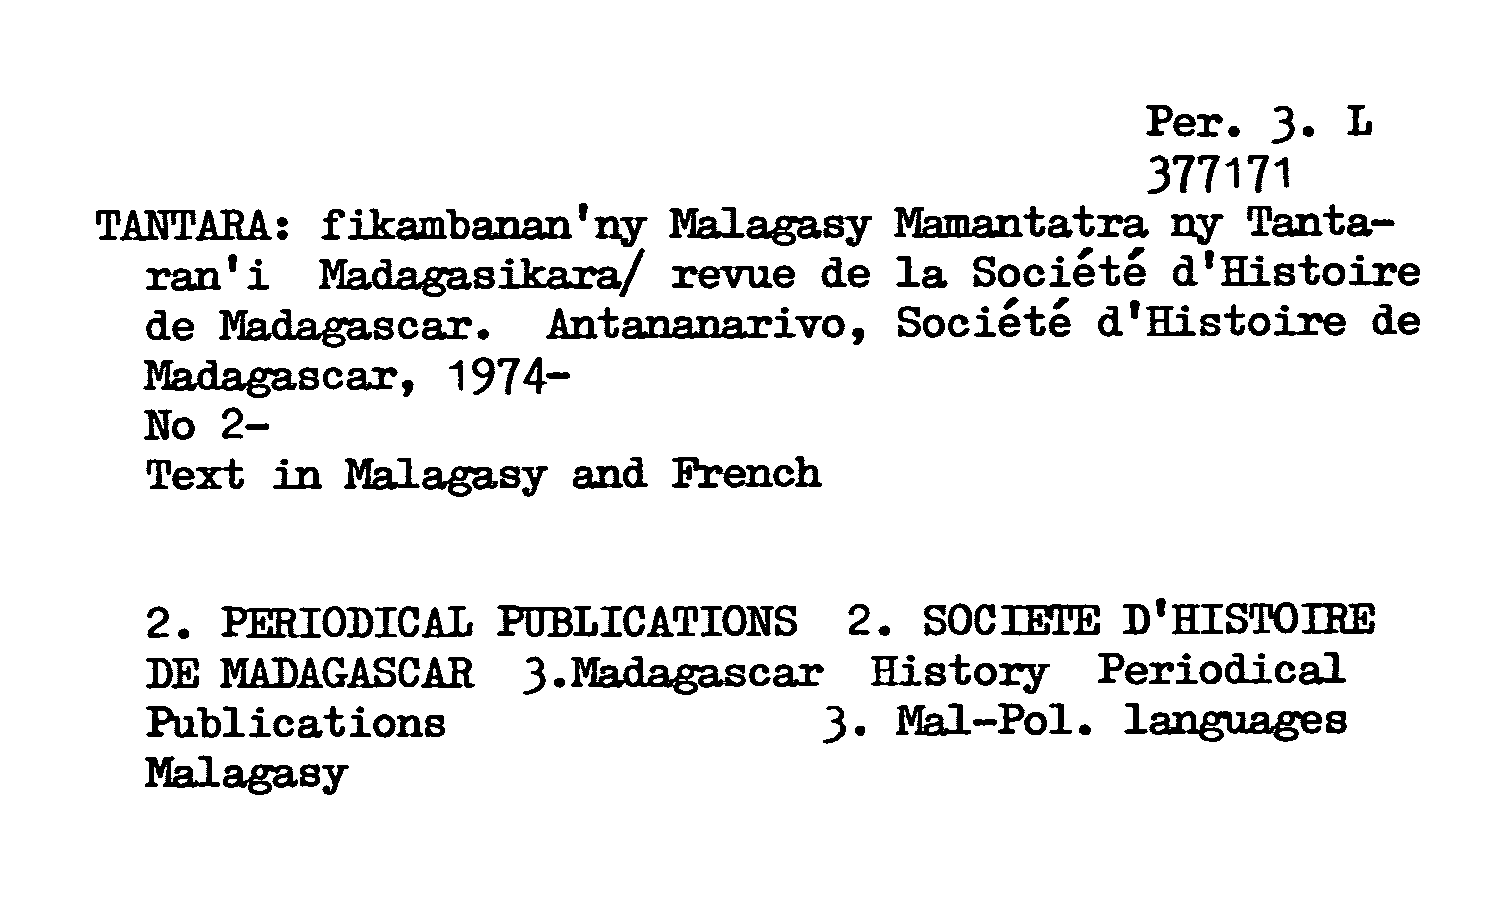 Per. 3. L
377171
TANTARA: fikambanan'ny Malagasy Mamantatra ny Tanta-
ran'i Madagasikara/ revue de la Société d'Histoire
de Madagascar. Antananarivo, Société d'Histoire de
Madagascar, 1974-
No 2-
Text in Malagasy and French
2. PERIODICAL PUBLICATIONS 2. SOCIETE D'HISTOIRE
DE MADAGASCAR 3.Madagascar History Periodical
Publications 3. Mal-Pol. languages
Malagasy